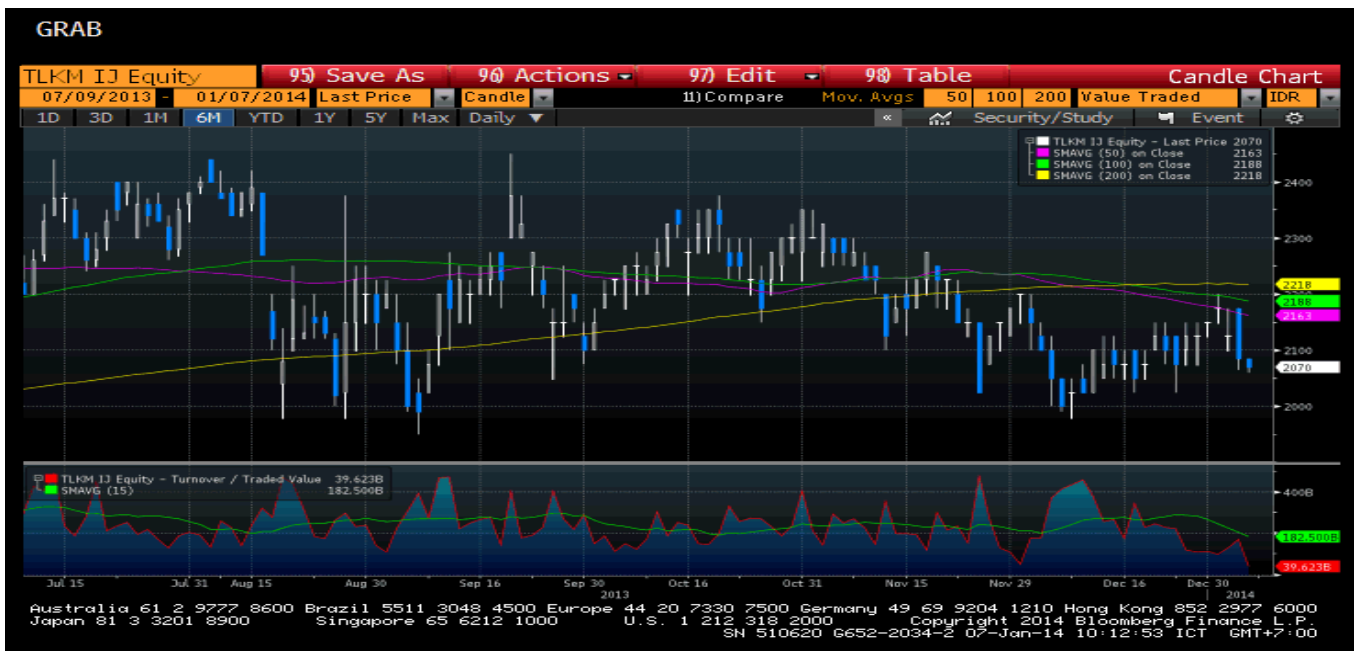 GRAB
TLKM IJ Equity 95) Save As 96) Actions 97) Edit 98) Table Candle Chart
07/09/2013 - 01/07/2014 Last Price Candle 11) Compare Mov. Avgs 50 100 200 Value Traded IDR
1D 3D 1M 6M YTD 1Y 5Y Max Daily ▼ « Security/Study Event
TLKM IJ Equity - Last Price 2070
SMAVG (50) on Close 2163
SMAVG (100) on Close 2188
SMAVG (200) on Close 2218
2400
2300
2218
2188
2163
2100
2070
2000
TLKM IJ Equity - Turnover / Traded Value 39.623B
SMAVG (15) 182.500B
400B
182.500B
39.623B
Jul 15 Jul 31 Aug 15 Aug 30 Sep 16 Sep 30 Oct 16 Oct 31 Nov 15 Nov 29 Dec 16 Dec 30
2013 2014
Australia 61 2 9777 8600 Brazil 5511 3048 4500 Europe 44 20 7330 7500 Germany 49 69 9204 1210 Hong Kong 852 2977 6000
Japan 81 3 3201 8900 Singapore 65 6212 1000 U.S. 1 212 318 2000 Copyright 2014 Bloomberg Finance L.P.
SN 510620 G652-2034-2 07-Jan-14 10:12:53 ICT GMT+7:00